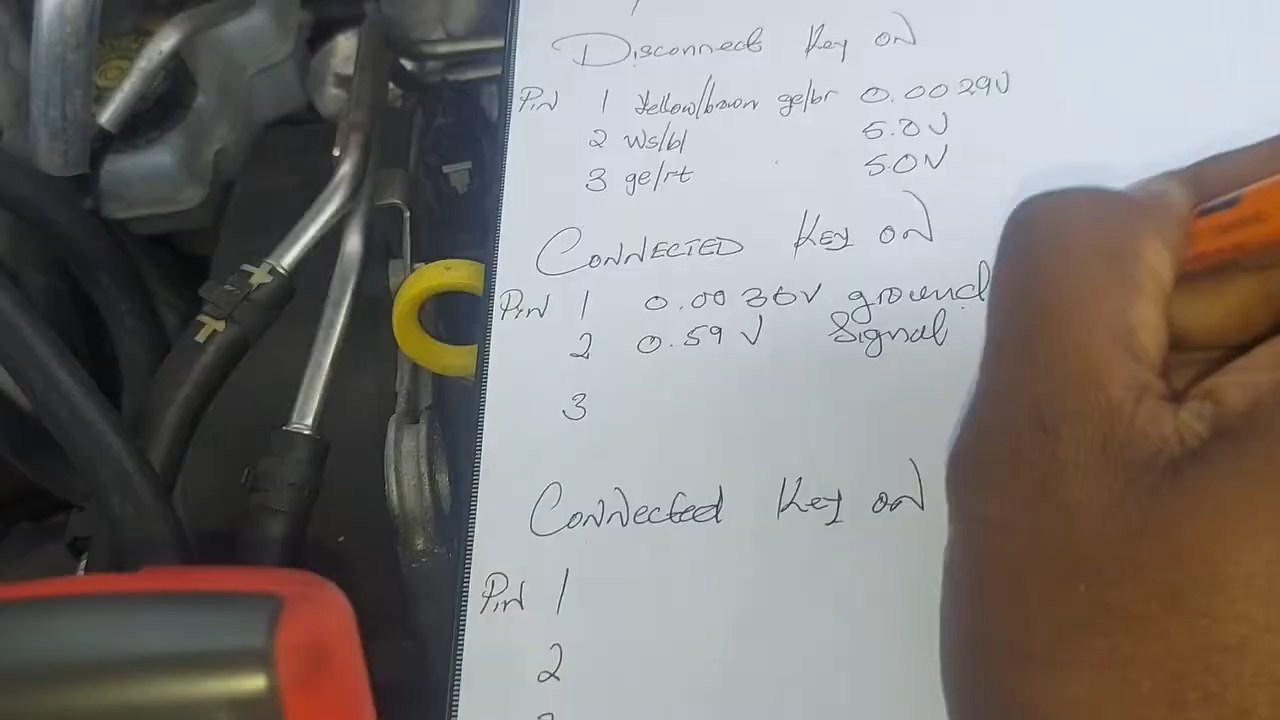 Disconnect Key ON
Pin 1 Yellow/brown ge/br 0.0029V
2 ws/bl 5.0V
3 ge/rt 5.0V
CONNECTED KEY ON
Pin 1 0.0036V ground
2 0.59 V Signal
3
Connected Key on
Pin 1
2